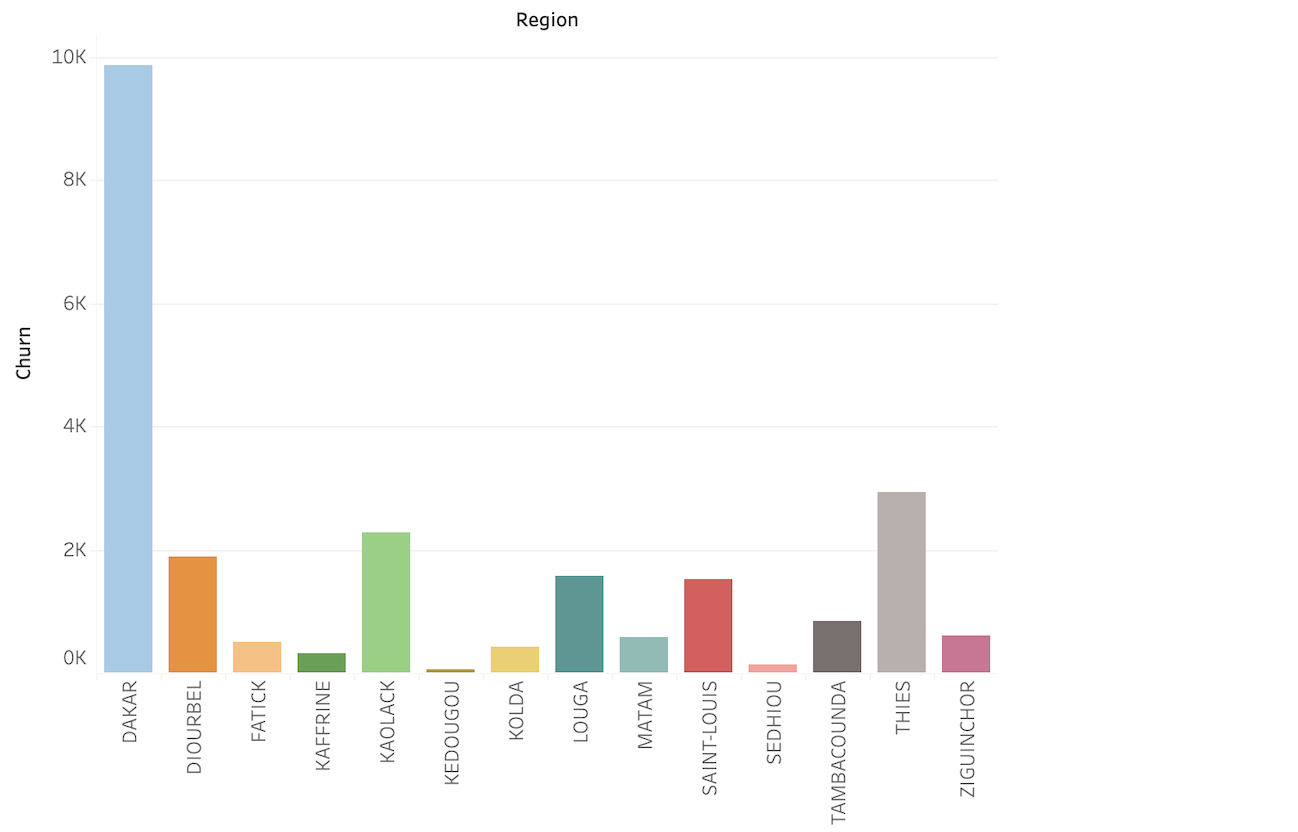 Region
10K
8K
6K
4K
2K
0K
Churn
DAKAR
DIOURBEL
FATICK
KAFFRINE
KAOLACK
KEDOUGOU
KOLDA
LOUGA
MATAM
SAINT-LOUIS
SEDHIOU
TAMBACOUNDA
THIES
ZIGUINCHOR